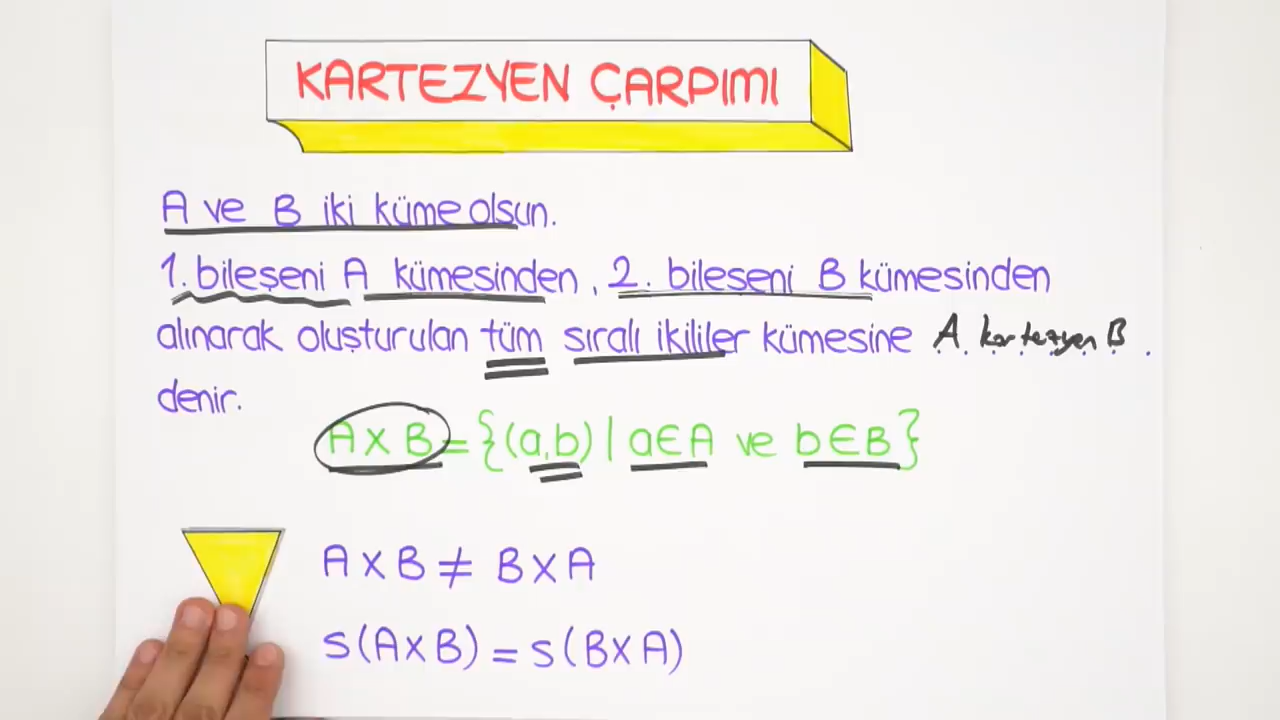 KARTEZYEN ÇARPIMI
A ve B iki küme olsun.
1. bileşeni A kümesinden, 2. bileşeni B kümesinden
alınarak oluşturulan tüm sıralı ikililer kümesine A kartezyen B.
denir.
A x B = {(a,b) | a∈A ve b∈B}
A x B ≠ B x A
s(A x B) = s(B x A)